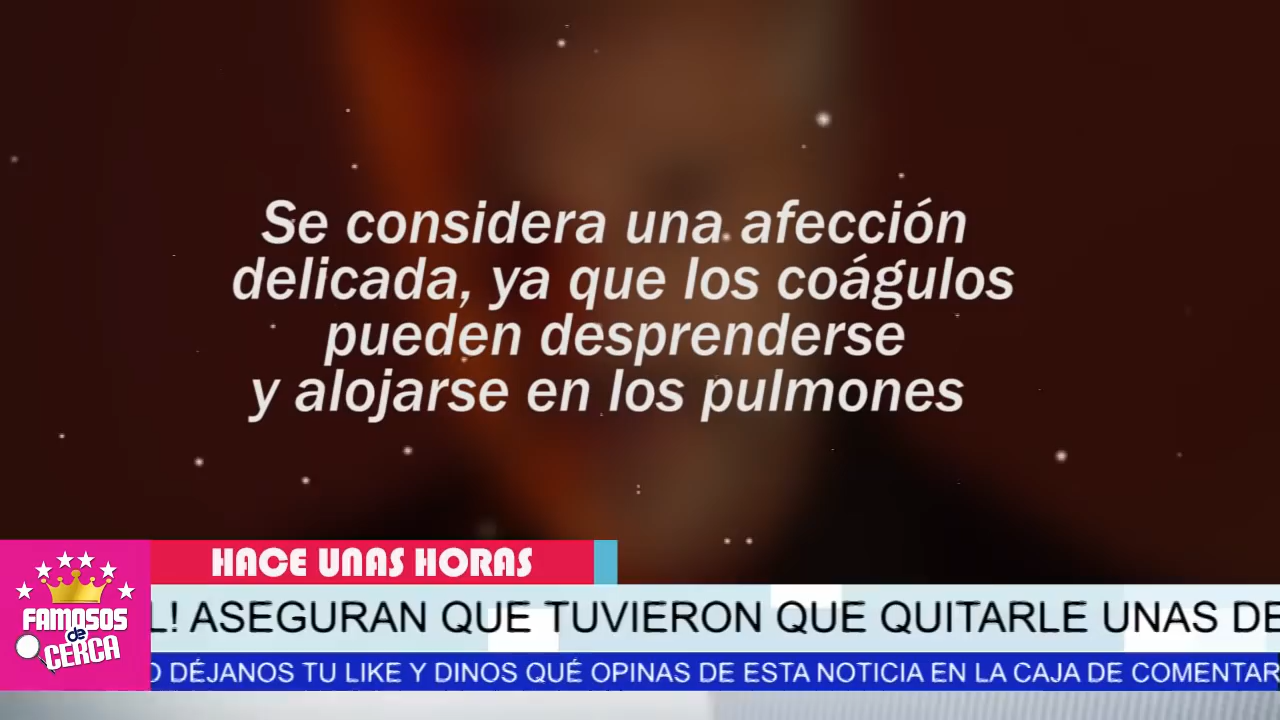 Se considera una afección
delicada, ya que los coágulos
pueden desprenderse
y alojarse en los pulmones
HACE UNAS HORAS
FAMOSOS
de
CERCA
L! ASEGURAN QUE TUVIERON QUE QUITARLE UNAS DE
O DÉJANOS TU LIKE Y DINOS QUÉ OPINAS DE ESTA NOTICIA EN LA CAJA DE COMENTAR